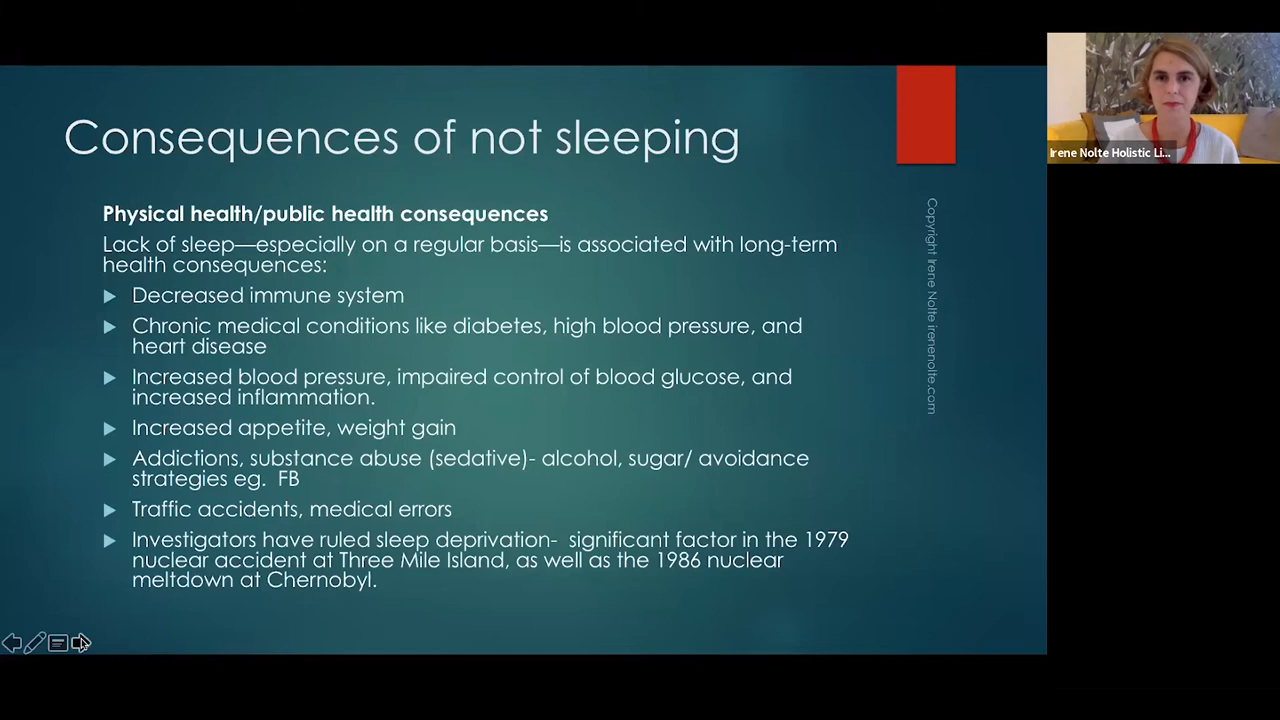 Consequences of not sleeping
Physical health/public health consequences
Lack of sleep—especially on a regular basis—is associated with long-term
health consequences:
Decreased immune system
Chronic medical conditions like diabetes, high blood pressure, and
heart disease
Increased blood pressure, impaired control of blood glucose, and
increased inflammation.
Increased appetite, weight gain
Addictions, substance abuse (sedative)- alcohol, sugar/ avoidance
strategies eg.  FB
Traffic accidents, medical errors
Investigators have ruled sleep deprivation-  significant factor in the 1979
nuclear accident at Three Mile Island, as well as the 1986 nuclear
meltdown at Chernobyl.
Copyright Irene Nolte irenenolte.com
Irene Nolte Holistic Li...